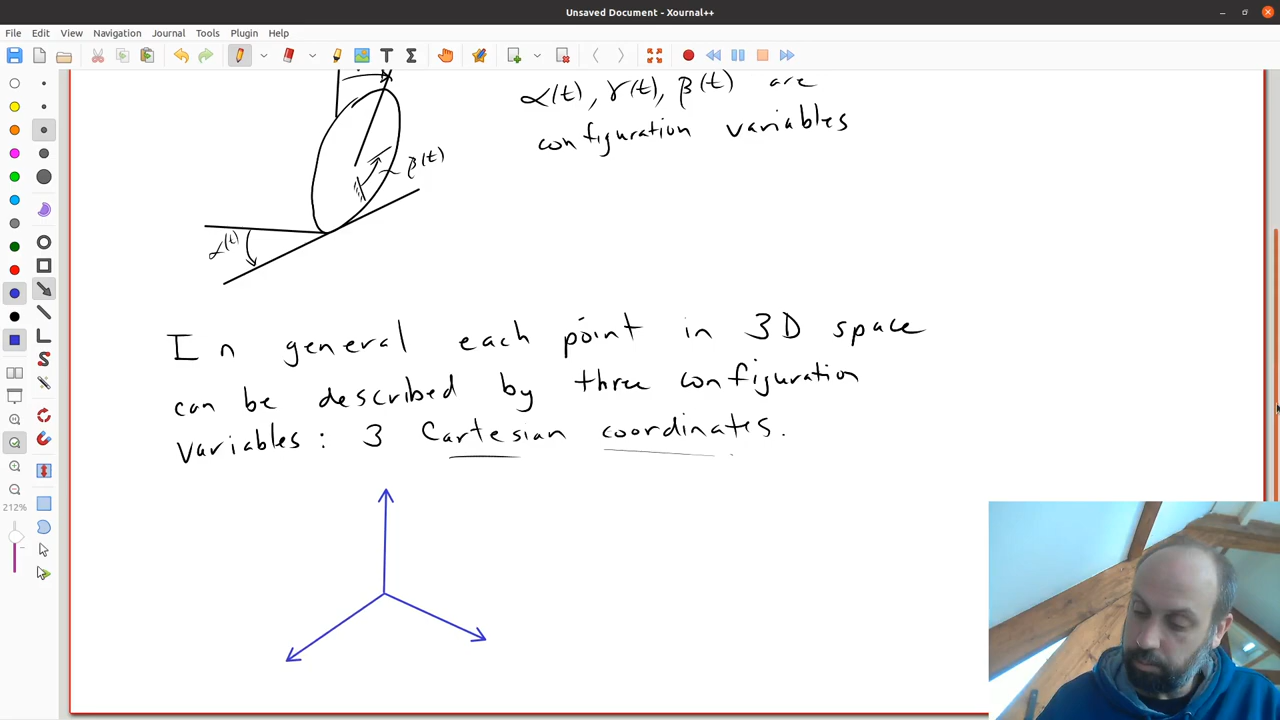 Unsaved Document - Xournal++
File Edit View Navigation Journal Tools Plugin Help
α(t), γ(t), β(t) are
configuration variables
β(t)
α(t)
In general each point in 3D space
can be described by three configuration
variables: 3 Cartesian coordinates.
212%